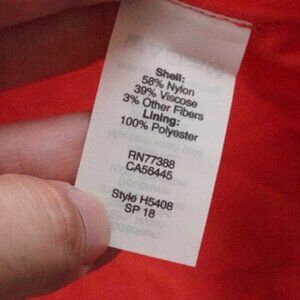 Shell:
58% Nylon
39% Viscose
3% Other Fibers
Lining:
100% Polyester
RN77388
CA56445
Style H5408
SP 18